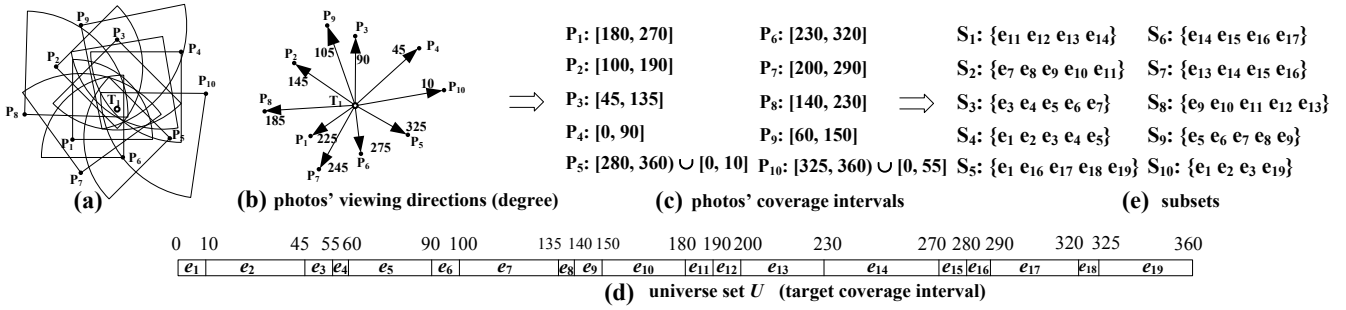 P9
P3
P4
P2
P10
T1
P8
P1
P5
P6
P7
(a)
P9
P3
105
90
45
P4
P2
145
10
P10
P8
T1
185
P1
225
325
P5
275
P6
245
P7
(b) photos' viewing directions (degree)
P1: [180, 270]
P2: [100, 190]
P3: [45, 135]
P4: [0, 90]
P5: [280, 360) ∪ [0, 10]
P6: [230, 320]
P7: [200, 290]
P8: [140, 230]
P9: [60, 150]
P10: [325, 360) ∪ [0, 55]
(c) photos' coverage intervals
S1: {e11 e12 e13 e14}
S2: {e7 e8 e9 e10 e11}
S3: {e3 e4 e5 e6 e7}
S4: {e1 e2 e3 e4 e5}
S5: {e1 e16 e17 e18 e19}
S6: {e14 e15 e16 e17}
S7: {e13 e14 e15 e16}
S8: {e9 e10 e11 e12 e13}
S9: {e5 e6 e7 e8 e9}
S10: {e1 e2 e3 e19}
(e) subsets
0 10 45 55 60 90 100 135 140 150 180 190 200 230 270 280 290 320 325 360
e1 e2 e3 e4 e5 e6 e7 e8 e9 e10 e11 e12 e13 e14 e15 e16 e17 e18 e19
(d) universe set U (target coverage interval)